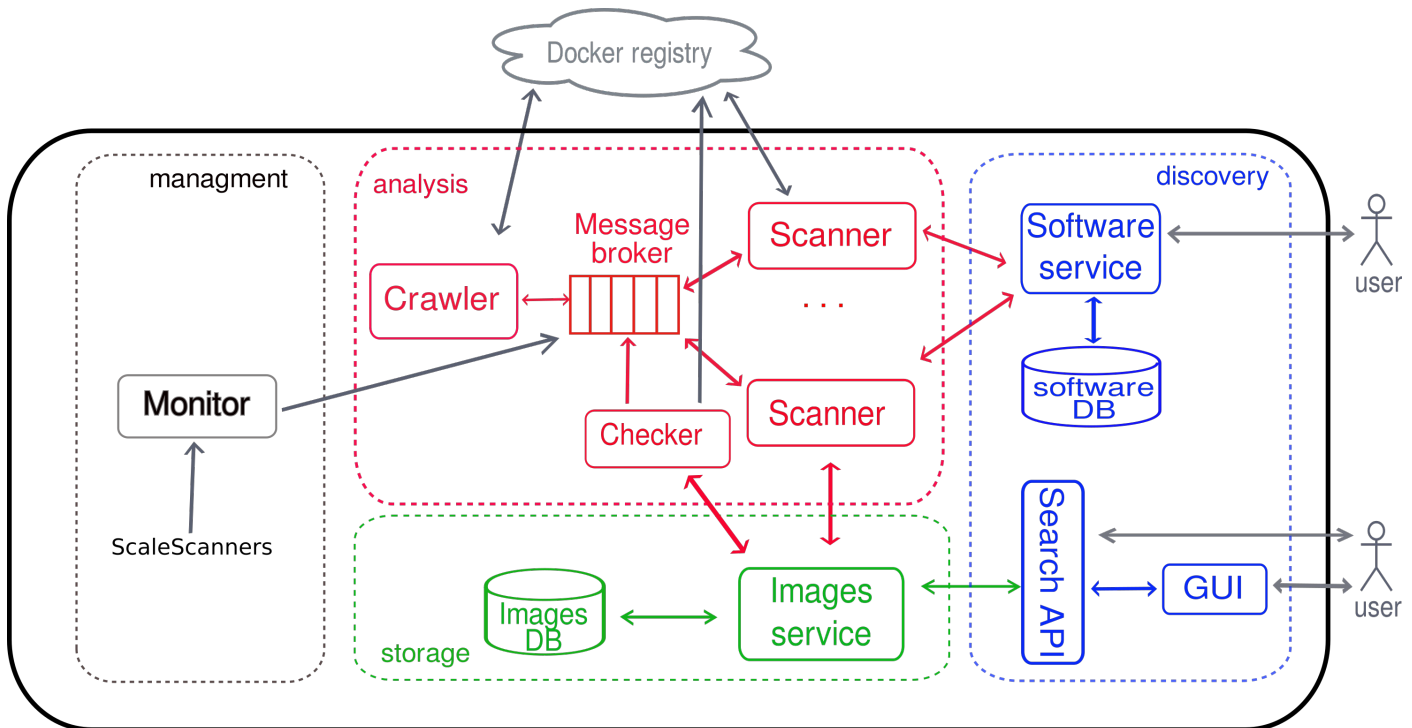 Docker registry
managment
analysis
discovery
Message
broker
Scanner
Software
service
user
Crawler
. . .
Monitor
software
DB
Scanner
Checker
ScaleScanners
Search API
Images
service
GUI
Images
DB
user
storage